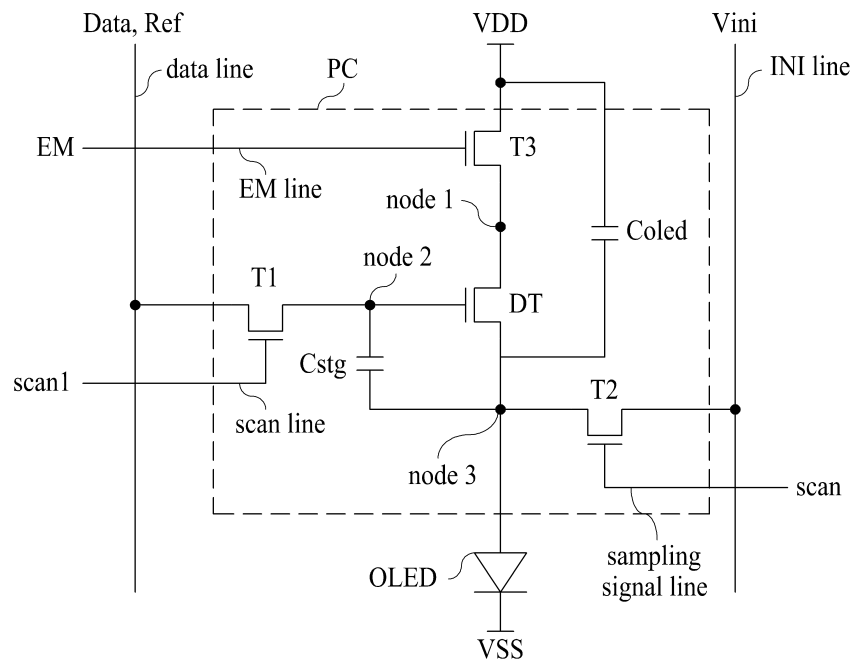 Data, Ref
VDD
Vini
data line
PC
INI line
EM
T3
EM line
node 1
Coled
node 2
T1
DT
Cstg
T2
scan1
scan line
node 3
scan
sampling
signal line
OLED
VSS